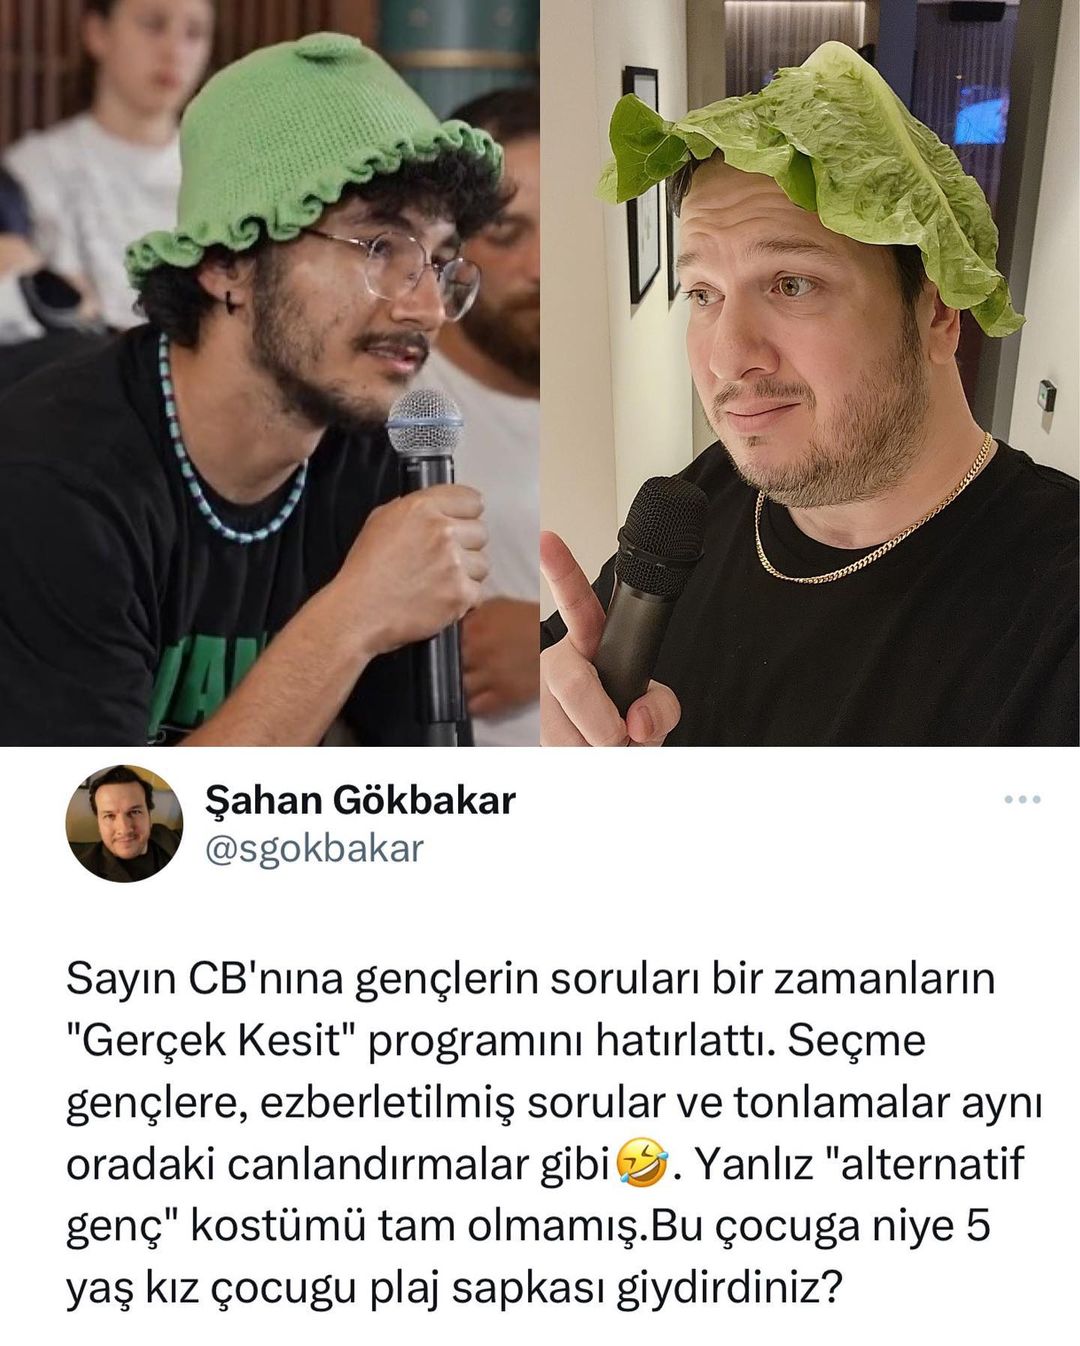 Şahan Gökbakar
@sgokbakar
Sayın CB'nına gençlerin soruları bir zamanların
"Gerçek Kesit" programını hatırlattı. Seçme
gençlere, ezberletilmiş sorular ve tonlamalar aynı
oradaki canlandırmalar gibi🤣. Yanlız "alternatif
genç" kostümü tam olmamış.Bu çocuga niye 5
yaş kız çocugu plaj sapkası giydirdiniz?